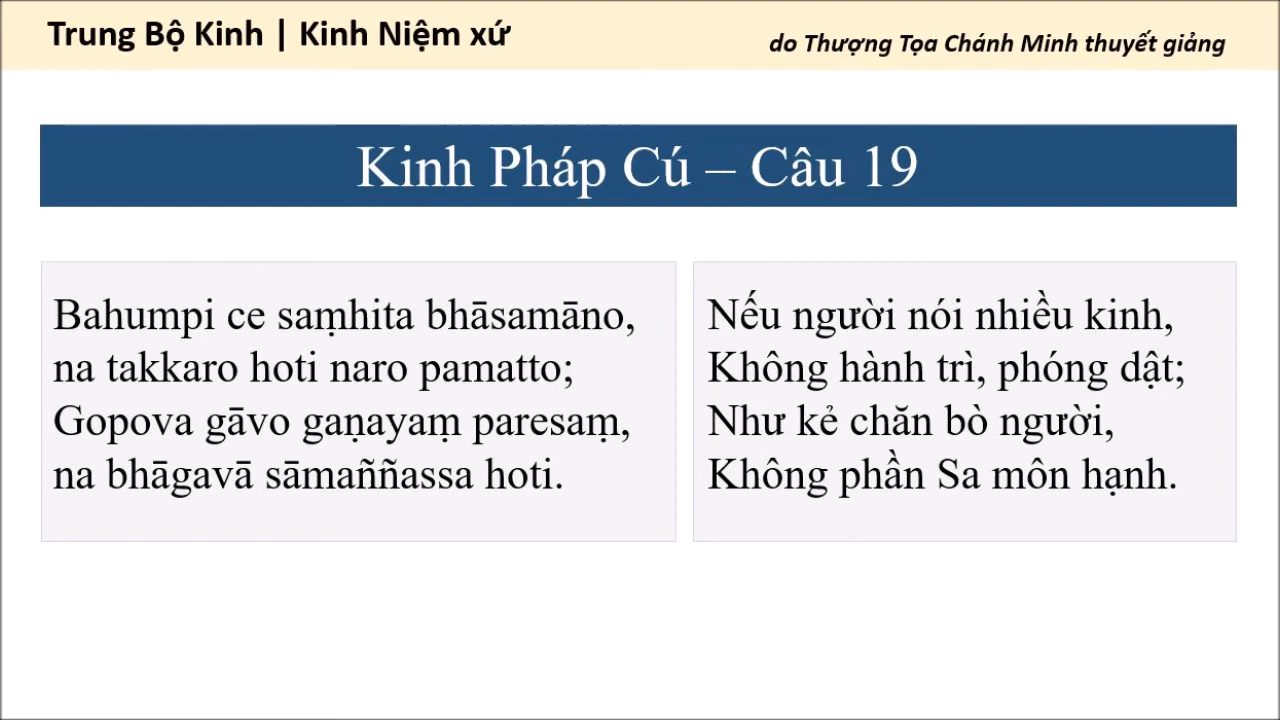 Trung Bộ Kinh | Kinh Niệm xứ
do Thượng Tọa Chánh Minh thuyết giảng
Kinh Pháp Cú – Câu 19
Bahumpi ce saṃhita bhāsamāno,
na takkaro hoti naro pamatto;
Gopova gāvo gaṇayaṃ paresaṃ,
na bhāgavā sāmaññassa hoti.
Nếu người nói nhiều kinh,
Không hành trì, phóng dật;
Như kẻ chăn bò người,
Không phần Sa môn hạnh.